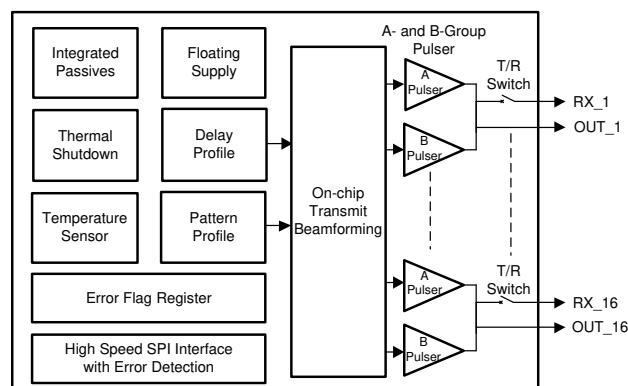 Integrated
Passives
Floating
Supply
Thermal
Shutdown
Delay
Profile
Temperature
Sensor
Pattern
Profile
Error Flag Register
High Speed SPI Interface
with Error Detection
On-chip
Transmit
Beamforming
A- and B-Group
Pulser
A
Pulser
B
Pulser
T/R
Switch
RX_1
OUT_1
A
Pulser
B
Pulser
T/R
Switch
RX_16
OUT_16